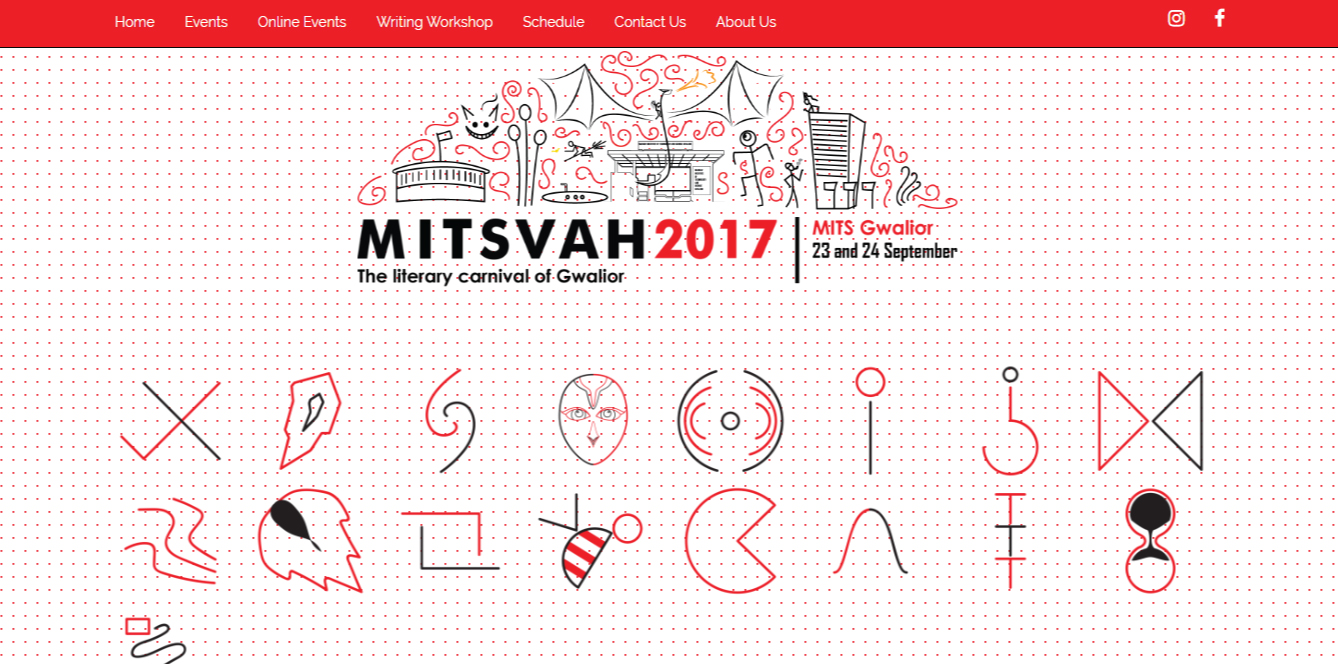 Home Events Online Events Writing Workshop Schedule Contact Us About Us
MITSVAH2017
The literary carnival of Gwalior
MITS Gwalior
23 and 24 September